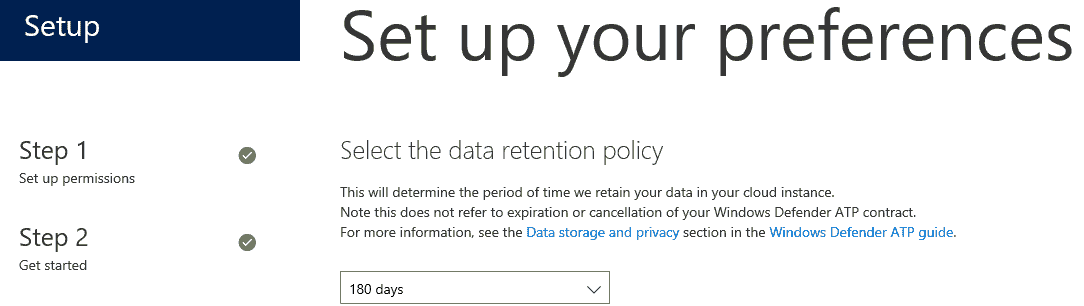 Setup
Set up your preferences
Step 1
Set up permissions
Step 2
Get started
Select the data retention policy
This will determine the period of time we retain your data in your cloud instance.
Note this does not refer to expiration or cancellation of your Windows Defender ATP contract.
For more information, see the Data storage and privacy section in the Windows Defender ATP guide.
180 days